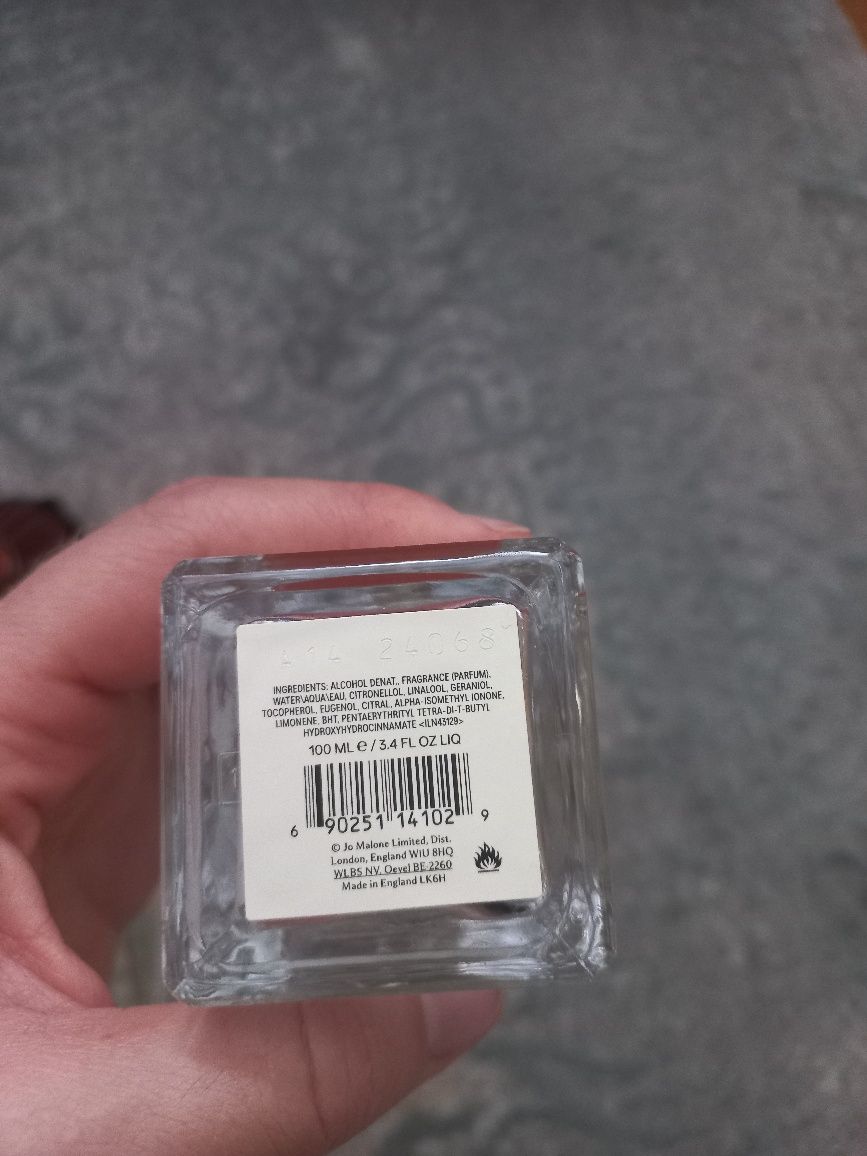 A14 24068
INGREDIENTS: ALCOHOL DENAT., FRAGRANCE (PARFUM),
WATER\AQUA\EAU, CITRONELLOL, LINALOOL, GERANIOL,
TOCOPHEROL, EUGENOL, CITRAL, ALPHA-ISOMETHYL IONONE,
LIMONENE, BHT, PENTAERYTHRITYL TETRA-DI-T-BUTYL
HYDROXYHYDROCINNAMATE <ILN43129>
100 ML ℮ / 3.4 FL OZ LIQ
6 90251 14102 9
© Jo Malone Limited, Dist.
London, England W1U 8HQ
WLBS NV, Oevel BE-2260
Made in England LK6H